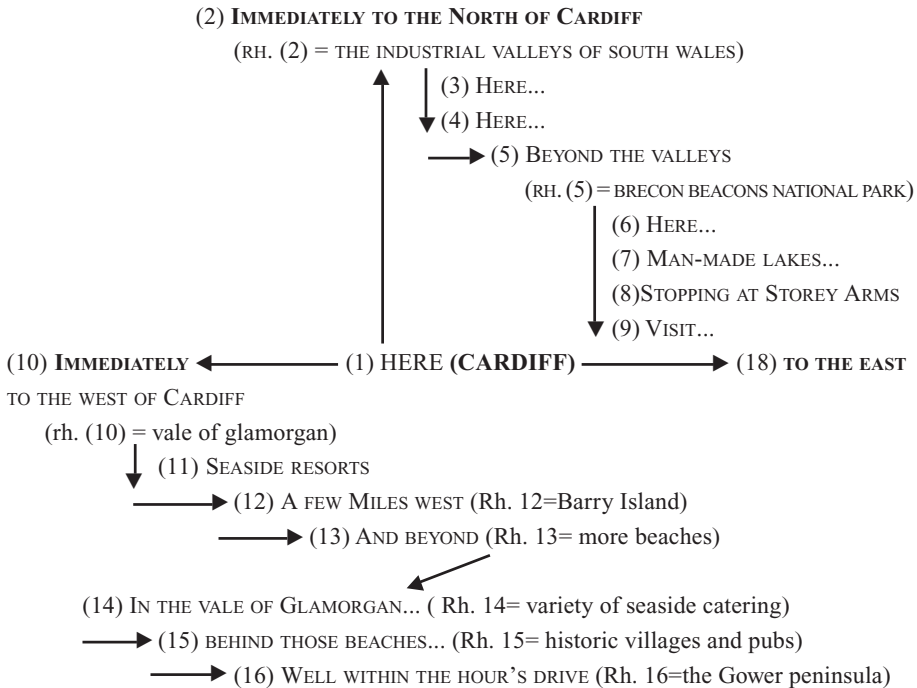 (2) IMMEDIATELY TO THE NORTH OF CARDIFF
(RH. (2) = THE INDUSTRIAL VALLEYS OF SOUTH WALES)
(3) HERE...
(4) HERE...
(5) BEYOND THE VALLEYS
(RH. (5) = BRECON BEACONS NATIONAL PARK)
(6) HERE...
(7) MAN-MADE LAKES...
(8)STOPPING AT STOREY ARMS
(9) VISIT...
(10) IMMEDIATELY (1) HERE (CARDIFF) (18) TO THE EAST
TO THE WEST OF CARDIFF
(rh. (10) = vale of glamorgan)
(11) SEASIDE RESORTS
(12) A FEW MILES WEST (Rh. 12=Barry Island)
(13) AND BEYOND (Rh. 13= more beaches)
(14) IN THE VALE OF GLAMORGAN... ( Rh. 14= variety of seaside catering)
(15) BEHIND THOSE BEACHES... (Rh. 15= historic villages and pubs)
(16) WELL WITHIN THE HOUR'S DRIVE (Rh. 16=the Gower peninsula)